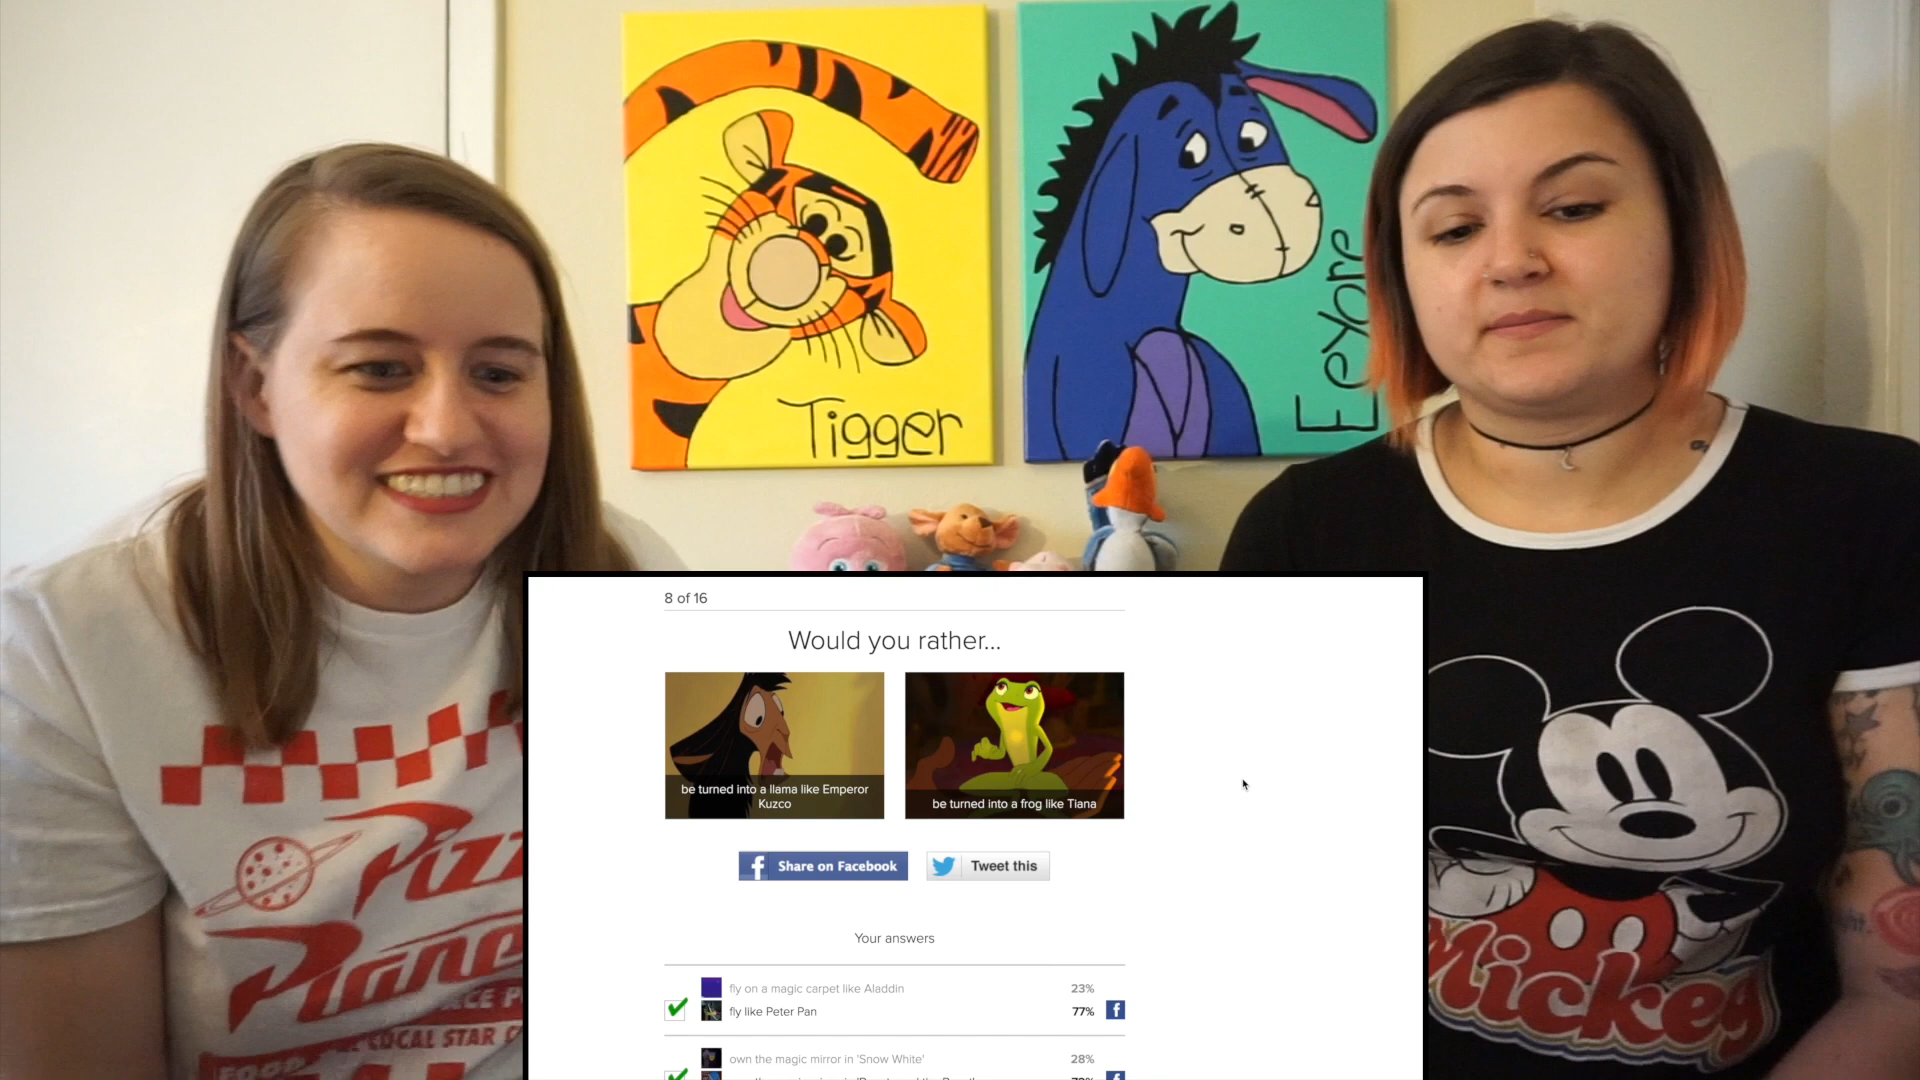 Tigger
Eeyore
8 of 16
Would you rather...
be turned into a llama like Emperor
Kuzco
be turned into a frog like Tiana
Share on Facebook
Tweet this
Your answers
fly on a magic carpet like Aladdin
23%
fly like Peter Pan
77%
own the magic mirror in 'Snow White'
28%
LOCAL STAR
Mickey